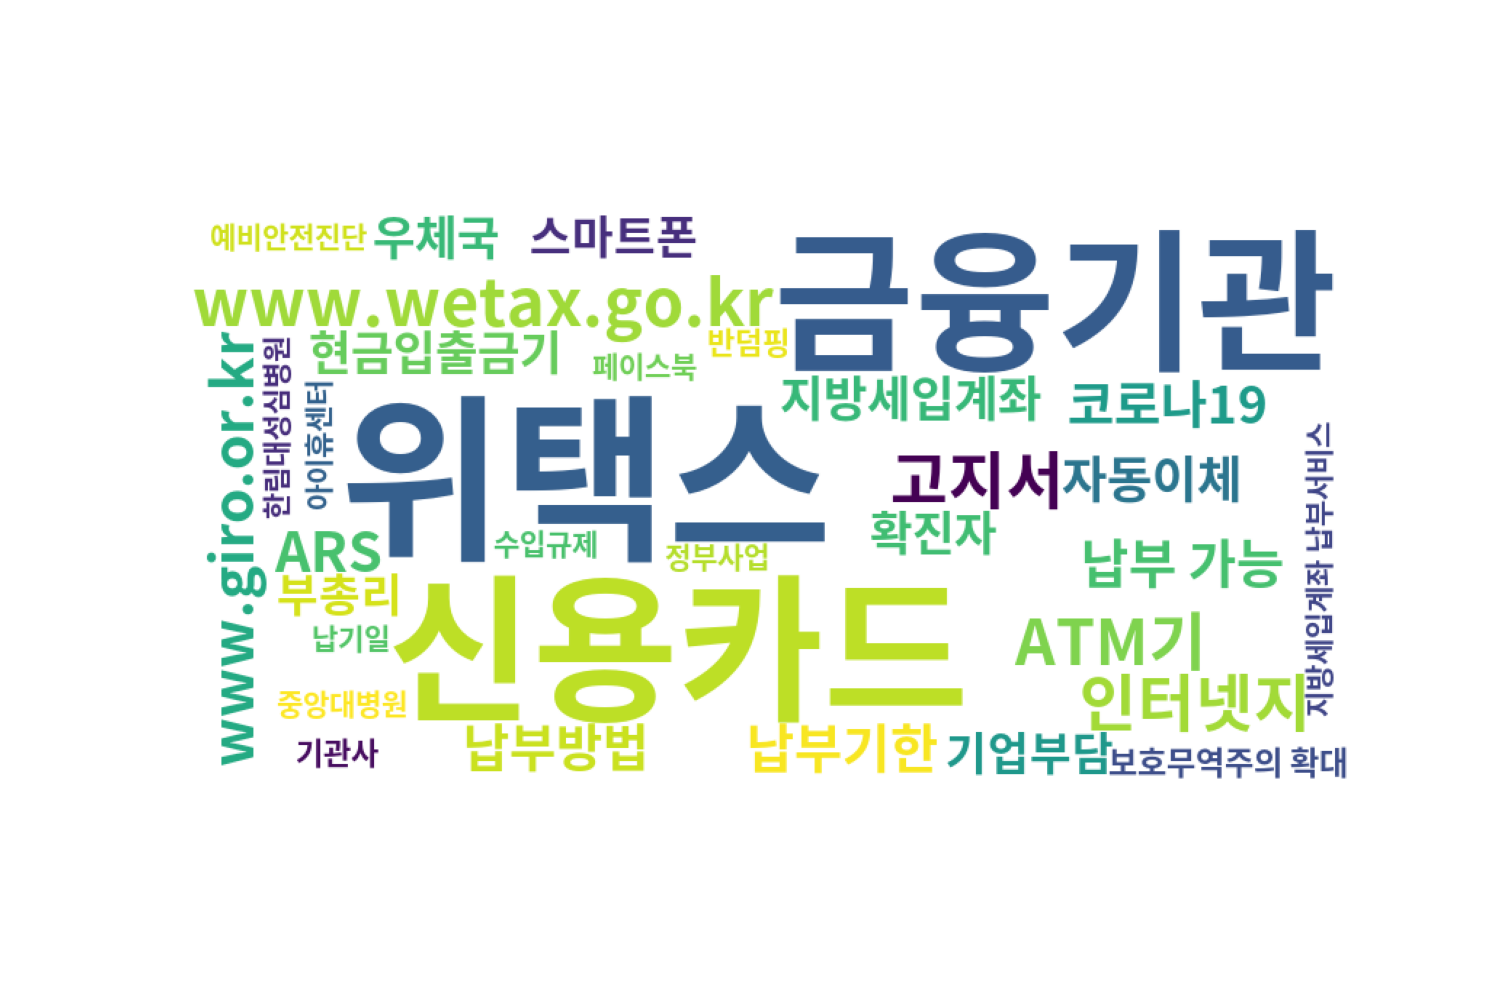 예비안전진단 우체국 스마트폰
금융기관
www.wetax.go.kr
현금입출금기 페이스북 반덤핑
지방세입계좌 코로나19
www.giro.or.kr
한림대성심병원
아이휴센터
위택스
고지서 자동이체
지방세입계좌 납부서비스
ARS 수입규제 정부사업 확진자 납부 가능
부총리
신용카드
납기일
ATM기
중앙대병원
인터넷지
기관사 납부방법 납부기한 기업부담 보호무역주의 확대